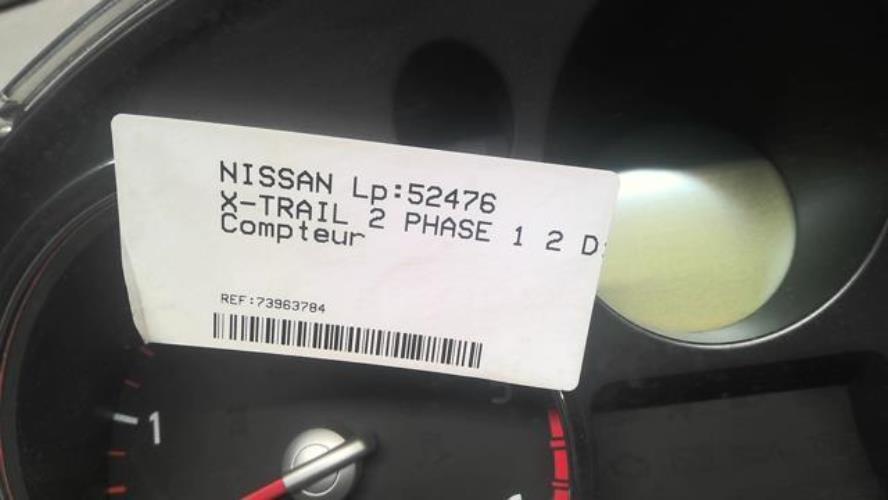 NISSAN Lp:52476
X-TRAIL 2 PHASE 1 2 D
Compteur
REF:73963784
1